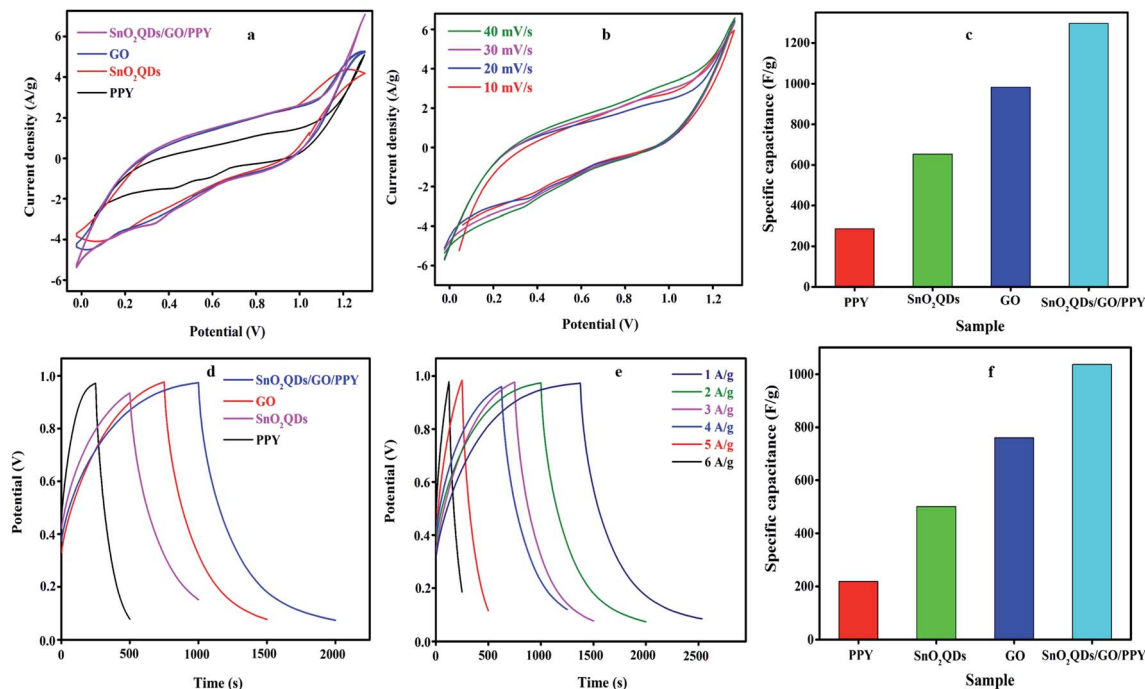 SnO₂QDs/GO/PPY
GO
SnO₂QDs
PPY
a
8
6
4
2
0
-2
-4
-6
Current density (A/g)
0.0 0.2 0.4 0.6 0.8 1.0 1.2
Potential (V)
40 mV/s
30 mV/s
20 mV/s
10 mV/s
b
6
4
2
0
-2
-4
-6
Current density (A/g)
0.0 0.2 0.4 0.6 0.8 1.0 1.2
Potential (V)
c
1200
1000
800
600
400
200
0
Specific capacitance (F/g)
PPY SnO₂QDs GO SnO₂QDs/GO/PPY
Sample
d
SnO₂QDs/GO/PPY
GO
SnO₂QDs
PPY
1.0
0.8
0.6
0.4
0.2
0.0
Potential (V)
0 500 1000 1500 2000
Time (s)
e
1 A/g
2 A/g
3 A/g
4 A/g
5 A/g
6 A/g
1.0
0.8
0.6
0.4
0.2
0.0
Potential (V)
0 500 1000 1500 2000 2500
Time (s)
f
1000
800
600
400
200
0
Specific capacitance (F/g)
PPY SnO₂QDs GO SnO₂QDs/GO/PPY
Sample